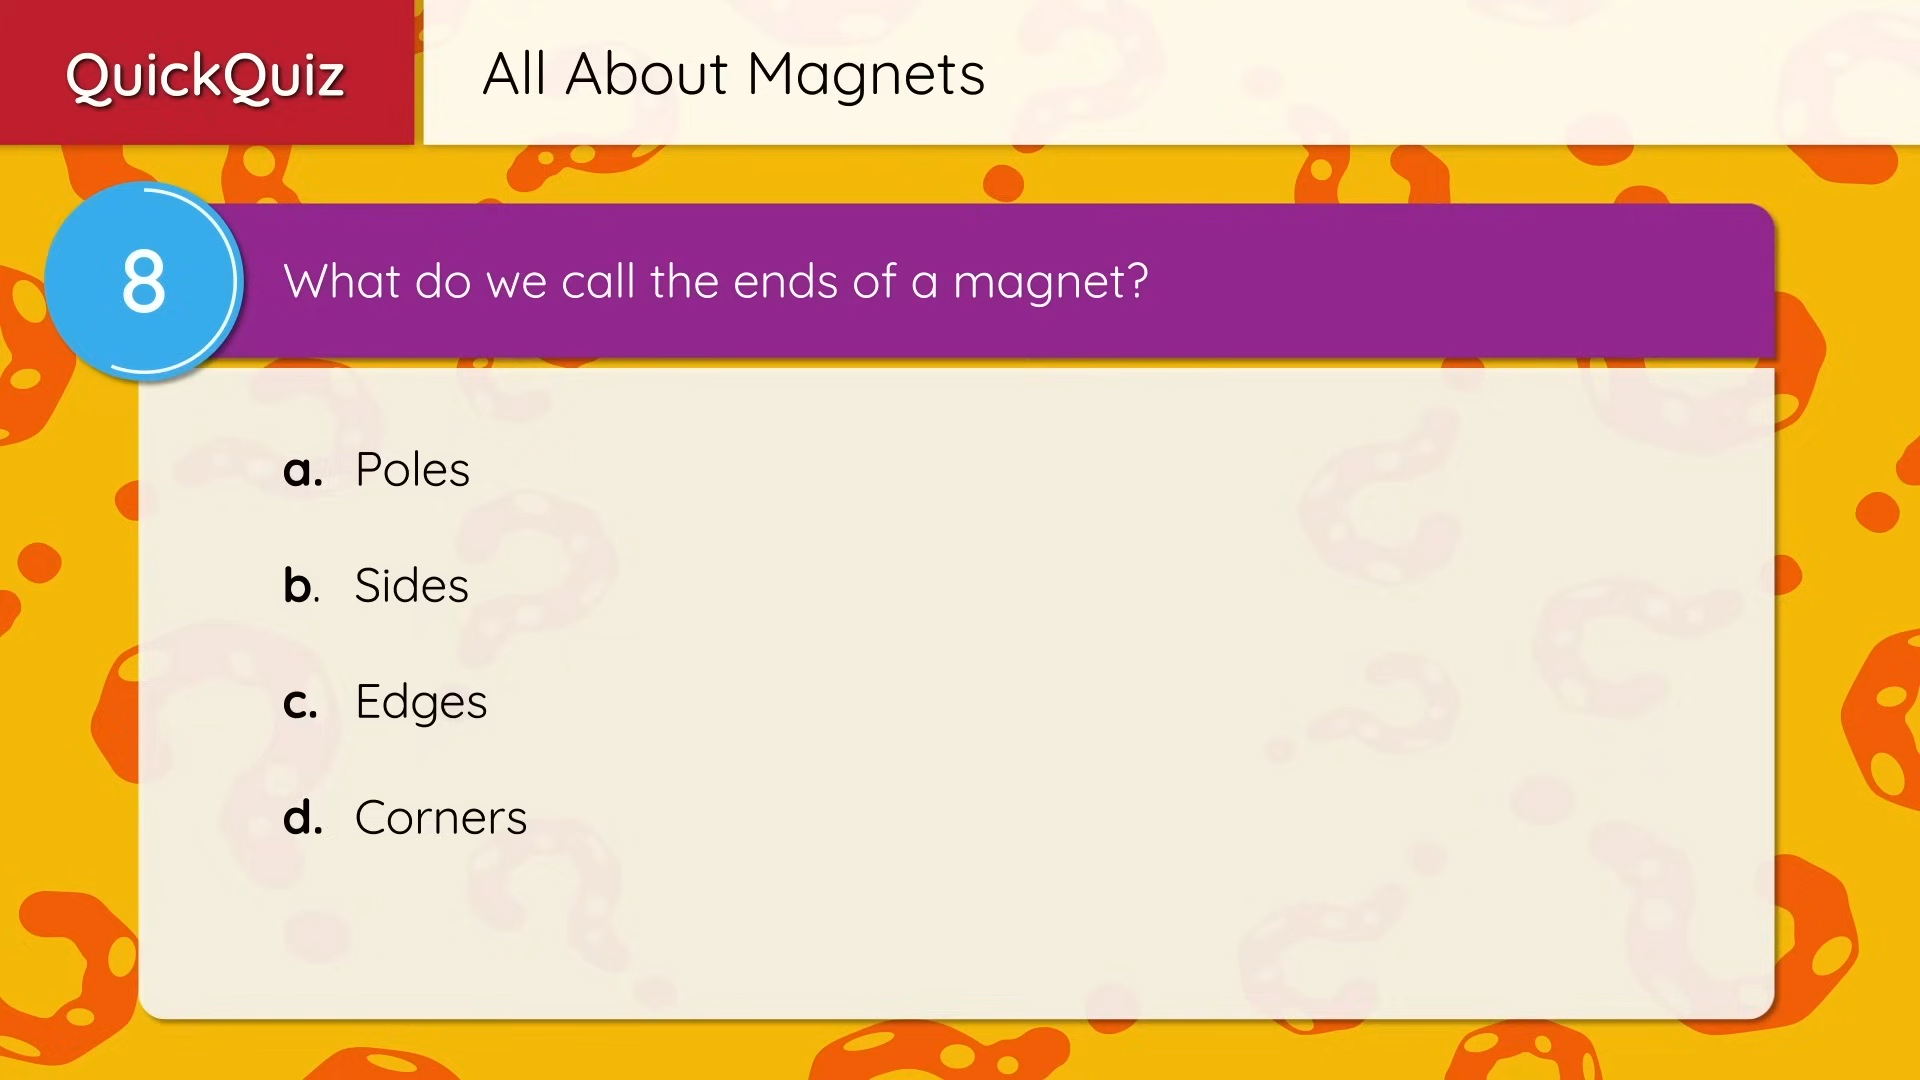 QuickQuiz
All About Magnets
8
What do we call the ends of a magnet?
a. Poles
b. Sides
c. Edges
d. Corners